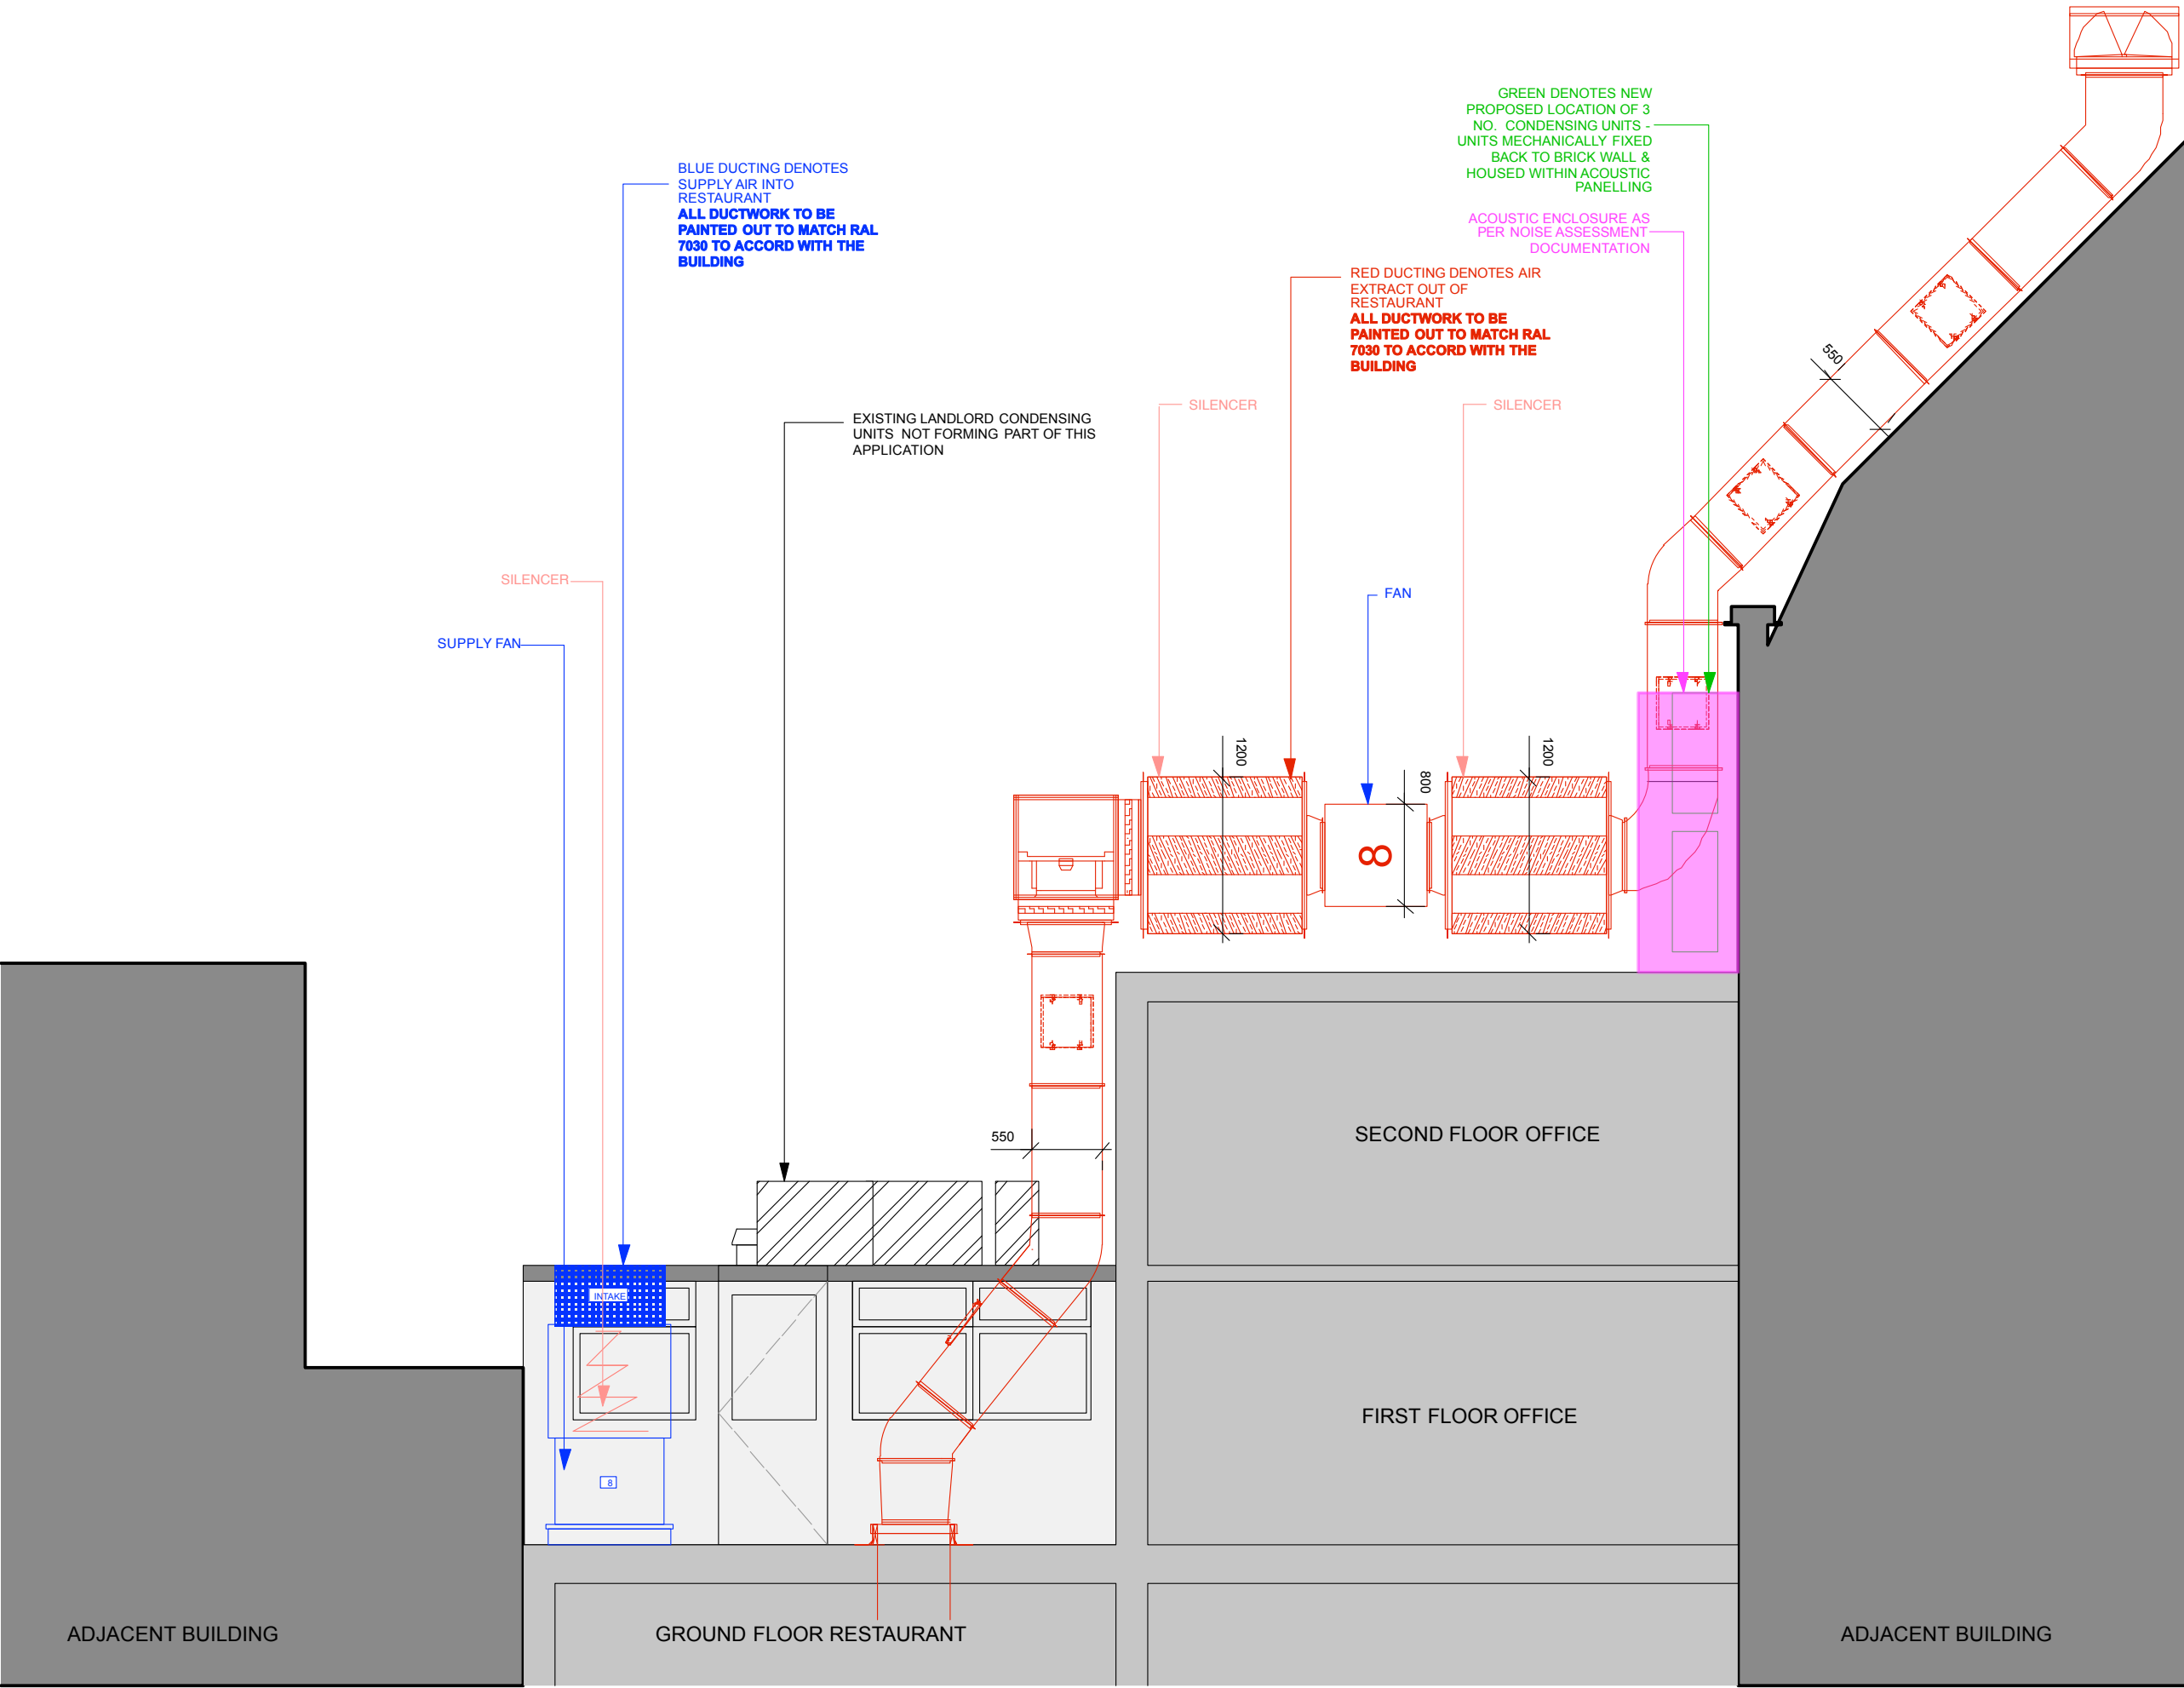 GREEN DENOTES NEW
PROPOSED LOCATION OF 3
NO. CONDENSING UNITS -
UNITS MECHANICALLY FIXED
BACK TO BRICK WALL &
HOUSED WITHIN ACOUSTIC
PANELLING
BLUE DUCTING DENOTES
SUPPLY AIR INTO
RESTAURANT
ALL DUCTWORK TO BE
PAINTED OUT TO MATCH RAL
7030 TO ACCORD WITH THE
BUILDING
ACOUSTIC ENCLOSURE AS
PER NOISE ASSESSMENT
DOCUMENTATION
RED DUCTING DENOTES AIR
EXTRACT OUT OF
RESTAURANT
ALL DUCTWORK TO BE
PAINTED OUT TO MATCH RAL
7030 TO ACCORD WITH THE
BUILDING
550
SILENCER
SILENCER
EXISTING LANDLORD CONDENSING
UNITS NOT FORMING PART OF THIS
APPLICATION
SILENCER
FAN
SUPPLY FAN
1200
800
1200
8
550
SECOND FLOOR OFFICE
INTAKE
FIRST FLOOR OFFICE
8
ADJACENT BUILDING
GROUND FLOOR RESTAURANT
ADJACENT BUILDING